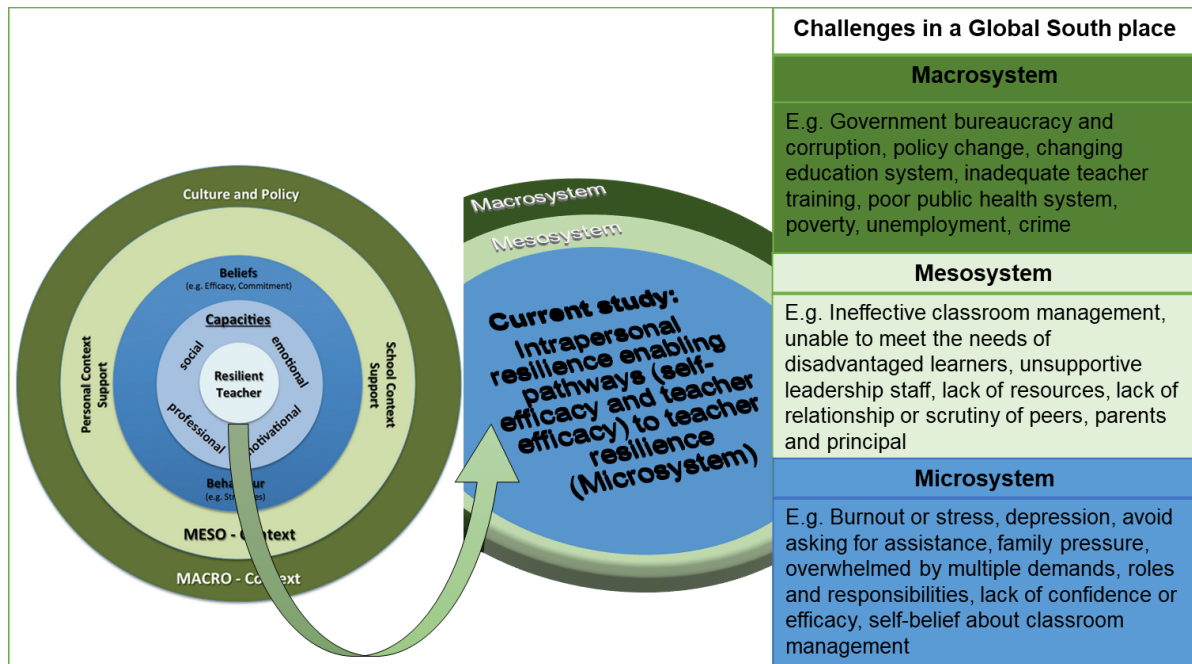 Culture and Policy
Beliefs
(e.g. Efficacy, Commitment)
Capacities
social
emotional
Resilient
Teacher
professional
Personal Context
Support
School Context
Support
(e.g.
MESO -
MACRO - Context
Macrosystem
Mesosystem
Current study:
Intrapersonal
resilience enabling
pathways (self-
efficacy and teacher
efficacy) to teacher
resilience
(Microsystem)
Challenges in a Global South place
Macrosystem
E.g. Government bureaucracy and
corruption, policy change, changing
education system, inadequate teacher
training, poor public health system,
poverty, unemployment, crime
Mesosystem
E.g. Ineffective classroom management,
unable to meet the needs of
disadvantaged learners, unsupportive
leadership staff, lack of resources, lack of
relationship or scrutiny of peers, parents
and principal
Microsystem
E.g. Burnout or stress, depression, avoid
asking for assistance, family pressure,
overwhelmed by multiple demands, roles
and responsibilities, lack of confidence or
efficacy, self-belief about classroom
management